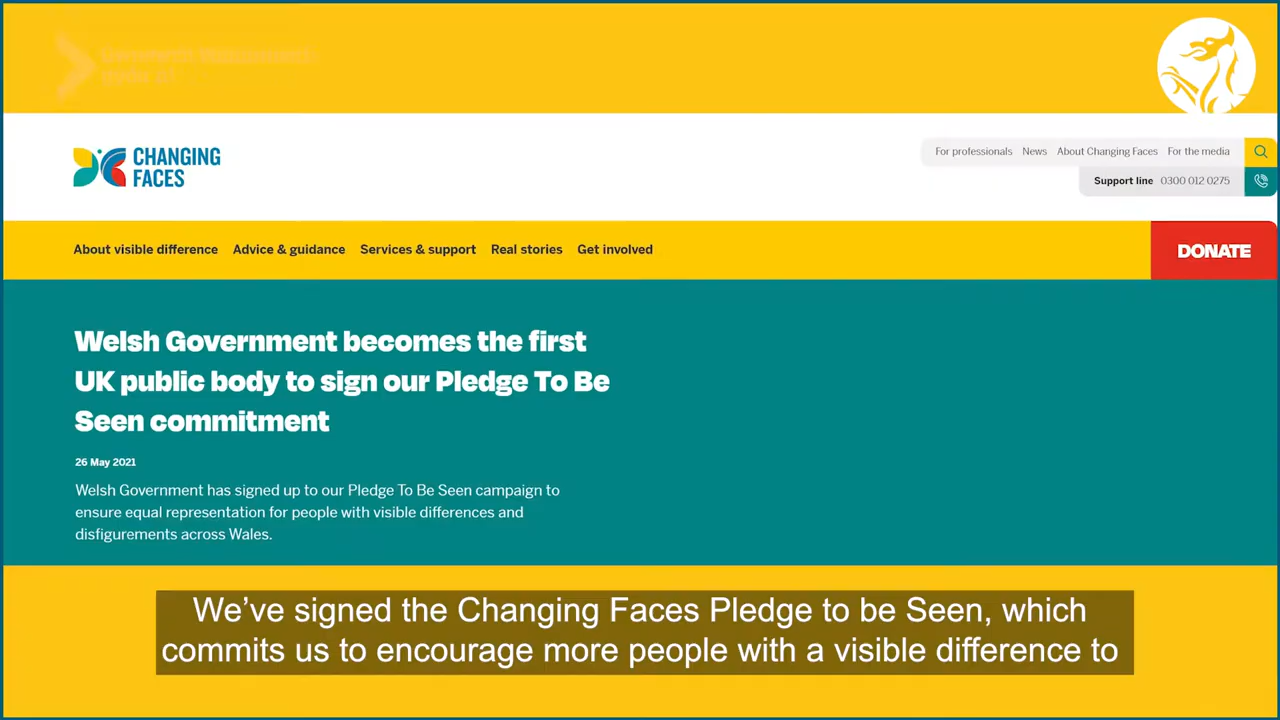 CHANGING
FACES
For professionals News About Changing Faces For the media
Support line 0300 012 0275
About visible difference Advice & guidance Services & support Real stories Get involved
DONATE
Welsh Government becomes the first
UK public body to sign our Pledge To Be
Seen commitment
26 May 2021
Welsh Government has signed up to our Pledge To Be Seen campaign to
ensure equal representation for people with visible differences and
disfigurements across Wales.
We’ve signed the Changing Faces Pledge to be Seen, which
commits us to encourage more people with a visible difference to